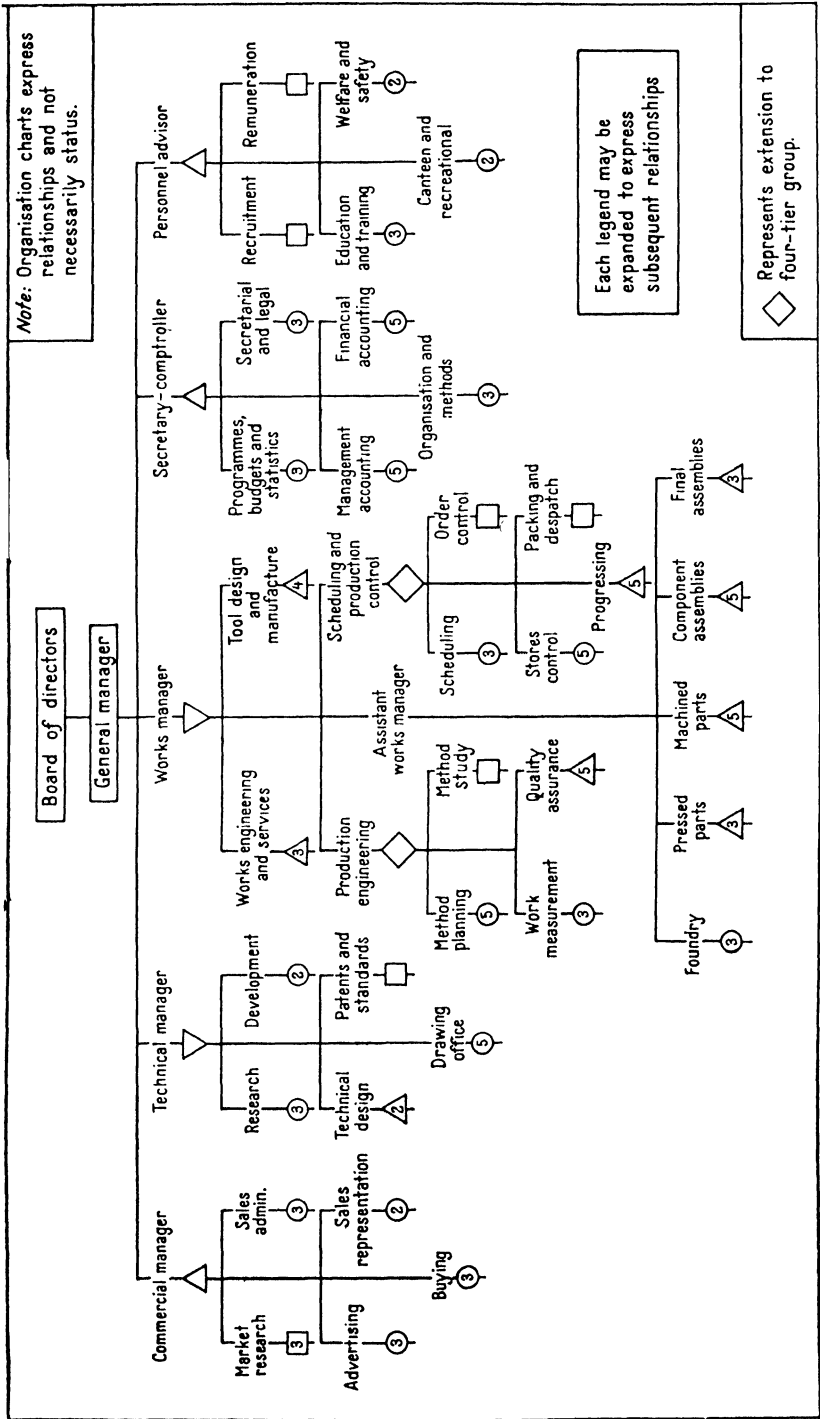 Note: Organisation charts express
relationships and not
necessarily status.
Board of directors
General manager
Commercial manager
Technical manager
Works manager
Secretary-comptroller
Personnel advisor
Market
research
3
Sales
admin.
3
Advertising
3
Sales
representation
2
Buying
3
Research
3
Development
2
Technical
design
2
Patents and
standards
Drawing
office
5
Works engineering
and services
3
Tool design
and
manufacture
4
Production
engineering
Scheduling and
production
control
Assistant
works manager
Method
planning
5
Method
study
Work
measurement
3
Quality
assurance
5
Scheduling
3
Order
control
Stores
control
5
Packing and
despatch
Progressing
5
Foundry
3
Pressed
parts
3
Machined
parts
5
Component
assemblies
5
Final
assemblies
3
Programmes,
budgets and
statistics
3
Secretarial
and legal
3
Management
accounting
5
Financial
accounting
5
Organisation and
methods
3
Recruitment
Remuneration
Education
and training
3
Welfare and
safety
2
Canteen and
recreational
2
Each legend may be
expanded to express
subsequent relationships
Represents extension to
four-tier group.